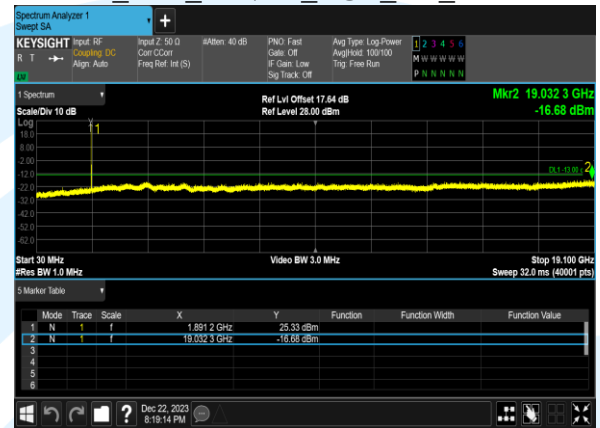 Spectrum Analyzer 1
Swept SA
+
KEYSIGHT Input: RF Input Z: 50 Ω #Atten: 40 dB PNO: Fast Avg Type: Log-Power 1 2 3 4 5 6
R T Coupling: DC Corr CCorr Gate: Off Avg|Hold: 100/100 M W W W W W
Align: Auto Freq Ref: Int (S) IF Gain: Low Trig: Free Run
Sig Track: Off P N N N N N
1 Spectrum Ref Lvl Offset 17.64 dB Mkr2 19.032 3 GHz
Scale/Div 10 dB Ref Level 28.00 dBm -16.68 dBm
Log
18.0
1
8.00
-2.00
-12.0
DL1 -13.00 2
-22.0
-32.0
-42.0
-52.0
-62.0
Start 30 MHz Video BW 3.0 MHz Stop 19.100 GHz
#Res BW 1.0 MHz Sweep 32.0 ms (40001 pts)
5 Marker Table
Mode Trace Scale X Y Function Function Width Function Value
1 N 1 f 1.891 2 GHz 25.33 dBm
2 N 1 f 19.032 3 GHz -16.68 dBm
3
4
5
6
? Dec 22, 2023
8:19:14 PM